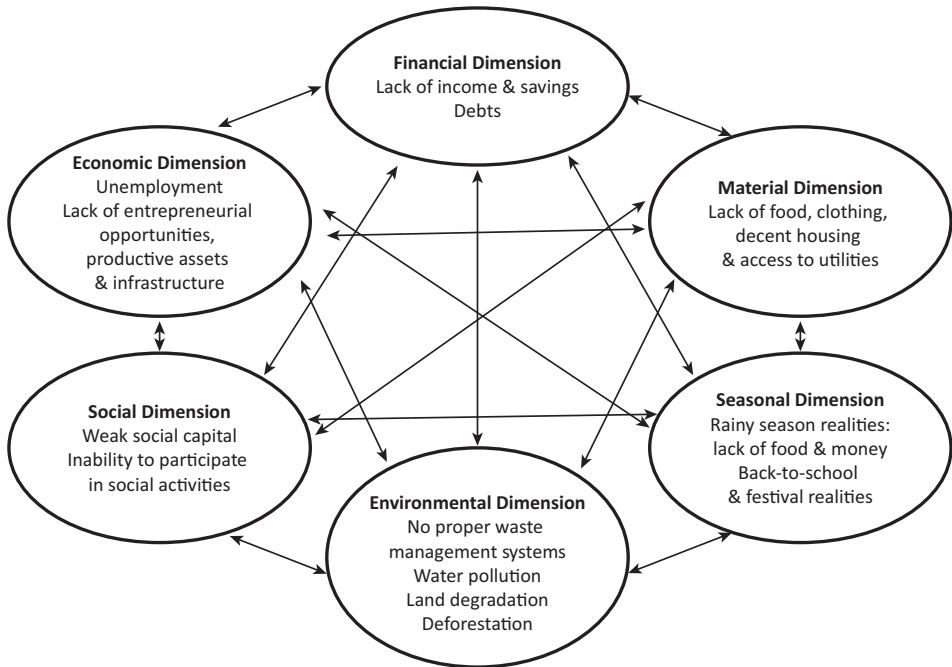 Financial Dimension
Lack of income & savings
Debts
Economic Dimension
Unemployment
Lack of entrepreneurial
opportunities,
productive assets
& infrastructure
Material Dimension
Lack of food, clothing,
decent housing
& access to utilities
Social Dimension
Weak social capital
Inability to participate
in social activities
Seasonal Dimension
Rainy season realities:
lack of food & money
Back-to-school
& festival realities
Environmental Dimension
No proper waste
management systems
Water pollution
Land degradation
Deforestation